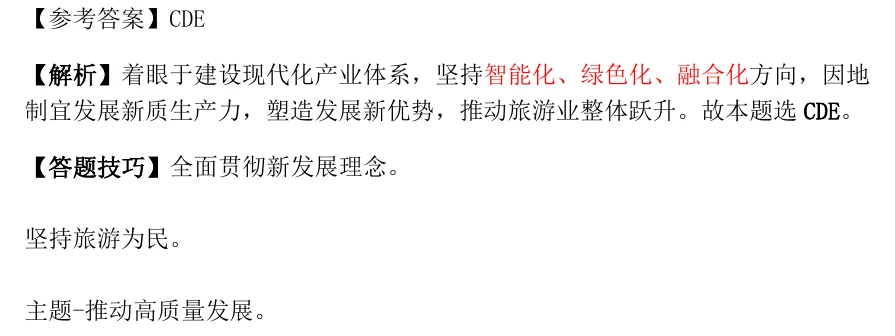 【参考答案】CDE
【解析】着眼于建设现代化产业体系，坚持智能化、绿色化、融合化方向，因地
制宜发展新质生产力，塑造发展新优势，推动旅游业整体跃升。故本题选 CDE。
【答题技巧】全面贯彻新发展理念。
坚持旅游为民。
主题-推动高质量发展。